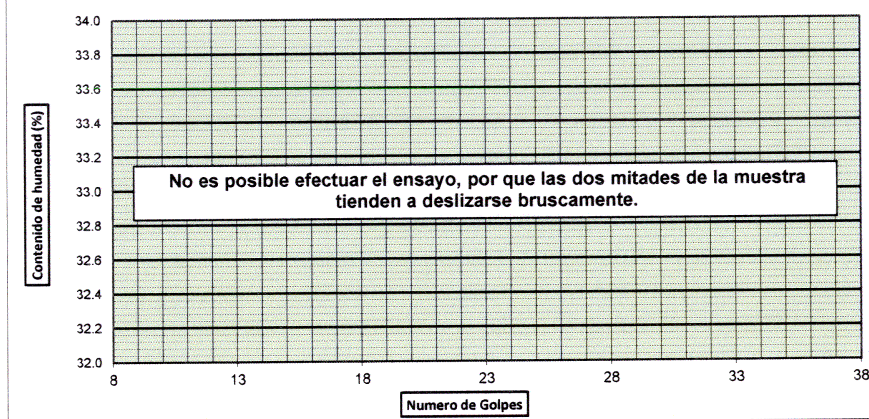 34.0
33.8
33.6
33.4
33.2
33.0
32.8
32.6
32.4
32.2
32.0
Contenido de humedad (%)
No es posible efectuar el ensayo, por que las dos mitades de la muestra
tienden a deslizarse bruscamente.
8 13 18 23 28 33 38
Numero de Golpes